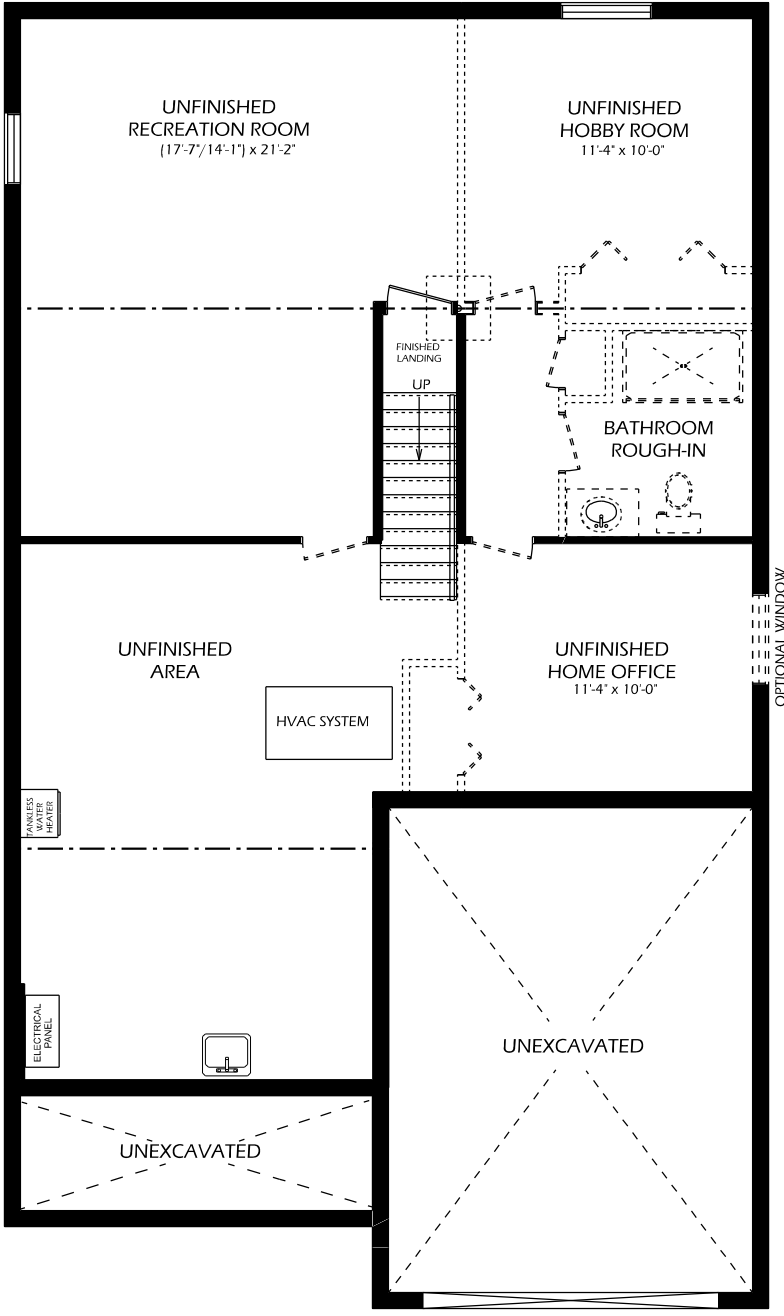 UNFINISHED
RECREATION ROOM
(17'-7"/14'-1") x 21'-2"
UNFINISHED
HOBBY ROOM
11'-4" x 10'-0"
FINISHED
LANDING
UP
BATHROOM
ROUGH-IN
UNFINISHED
AREA
UNFINISHED
HOME OFFICE
11'-4" x 10'-0"
OPTIONAL WINDOW
HVAC SYSTEM
TANKLESS
WATER
HEATER
ELECTRICAL
PANEL
UNEXCAVATED
UNEXCAVATED